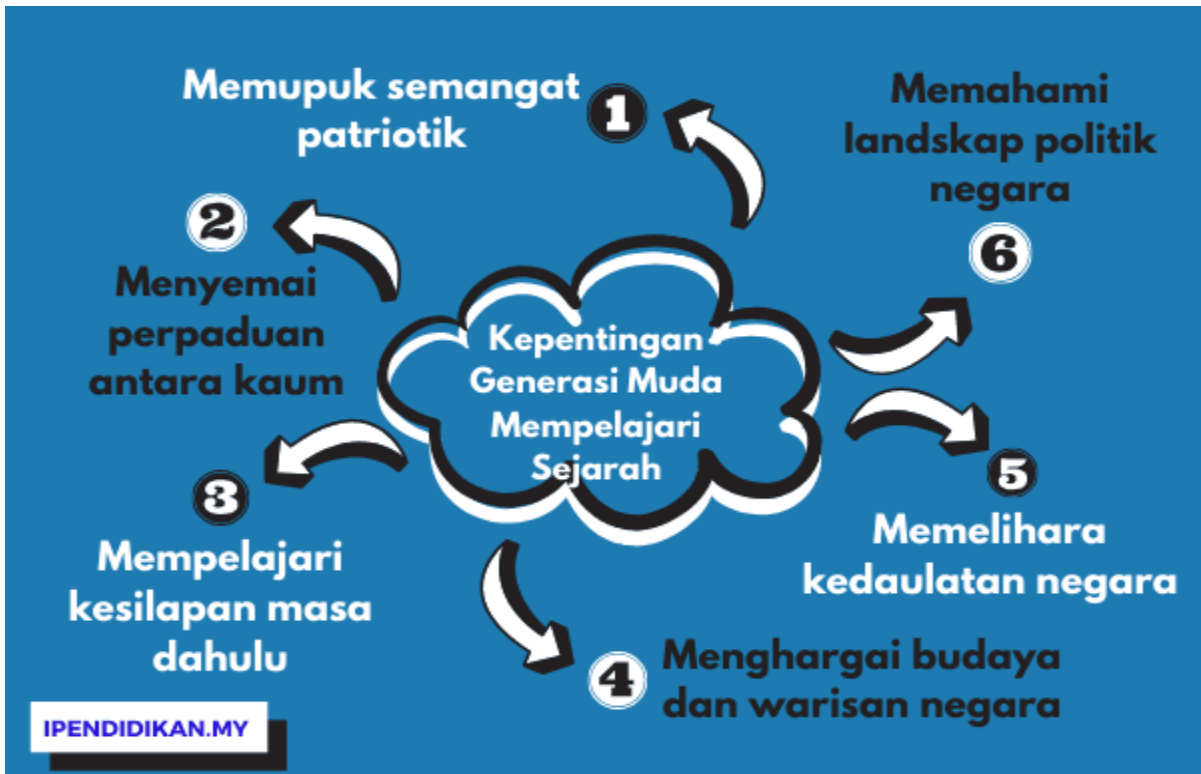 Kepentingan
Generasi Muda
Mempelajari
Sejarah
1
Memupuk semangat
patriotik
2
Menyemai
perpaduan
antara kaum
3
Mempelajari
kesilapan masa
dahulu
4
Menghargai budaya
dan warisan negara
5
Memelihara
kedaulatan negara
Memahami
landskap politik
negara
6
IPENDIDIKAN.MY